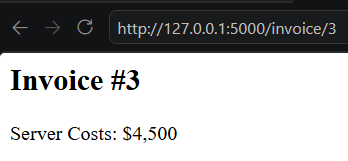 http://127.0.0.1:5000/invoice/3
Invoice #3
Server Costs: $4,500